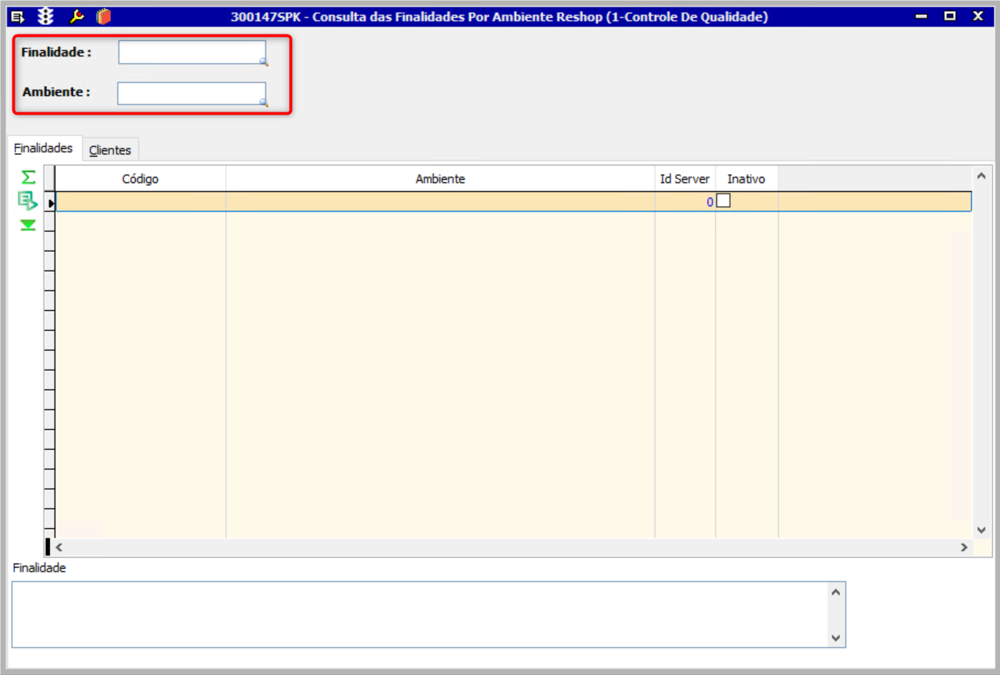 300147SPK - Consulta das Finalidades Por Ambiente Reshop (1-Controle De Qualidade)
Finalidade :
Ambiente :
Finalidades Clientes
Código Ambiente Id Server Inativo
0
Finalidade